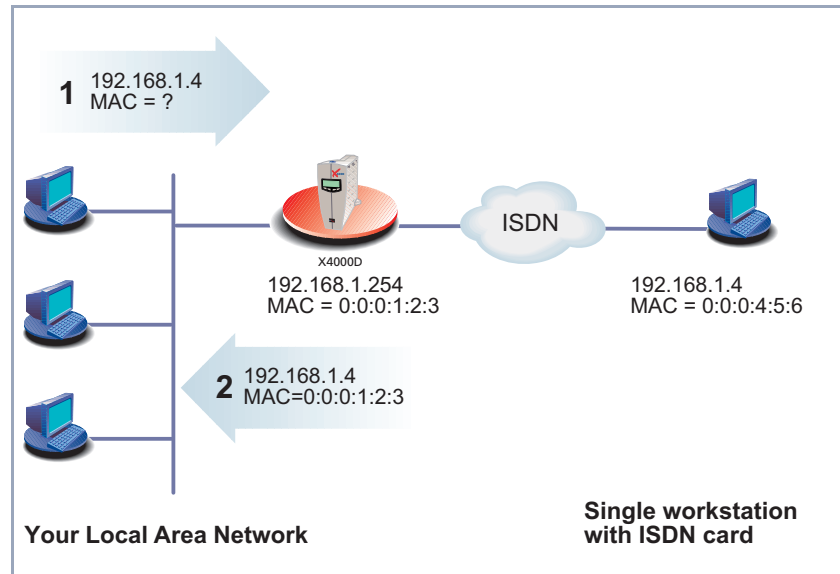 1 192.168.1.4
MAC = ?
X4000D
192.168.1.254
MAC = 0:0:0:1:2:3
ISDN
192.168.1.4
MAC = 0:0:0:4:5:6
2 192.168.1.4
MAC=0:0:0:1:2:3
Your Local Area Network
Single workstation
with ISDN card